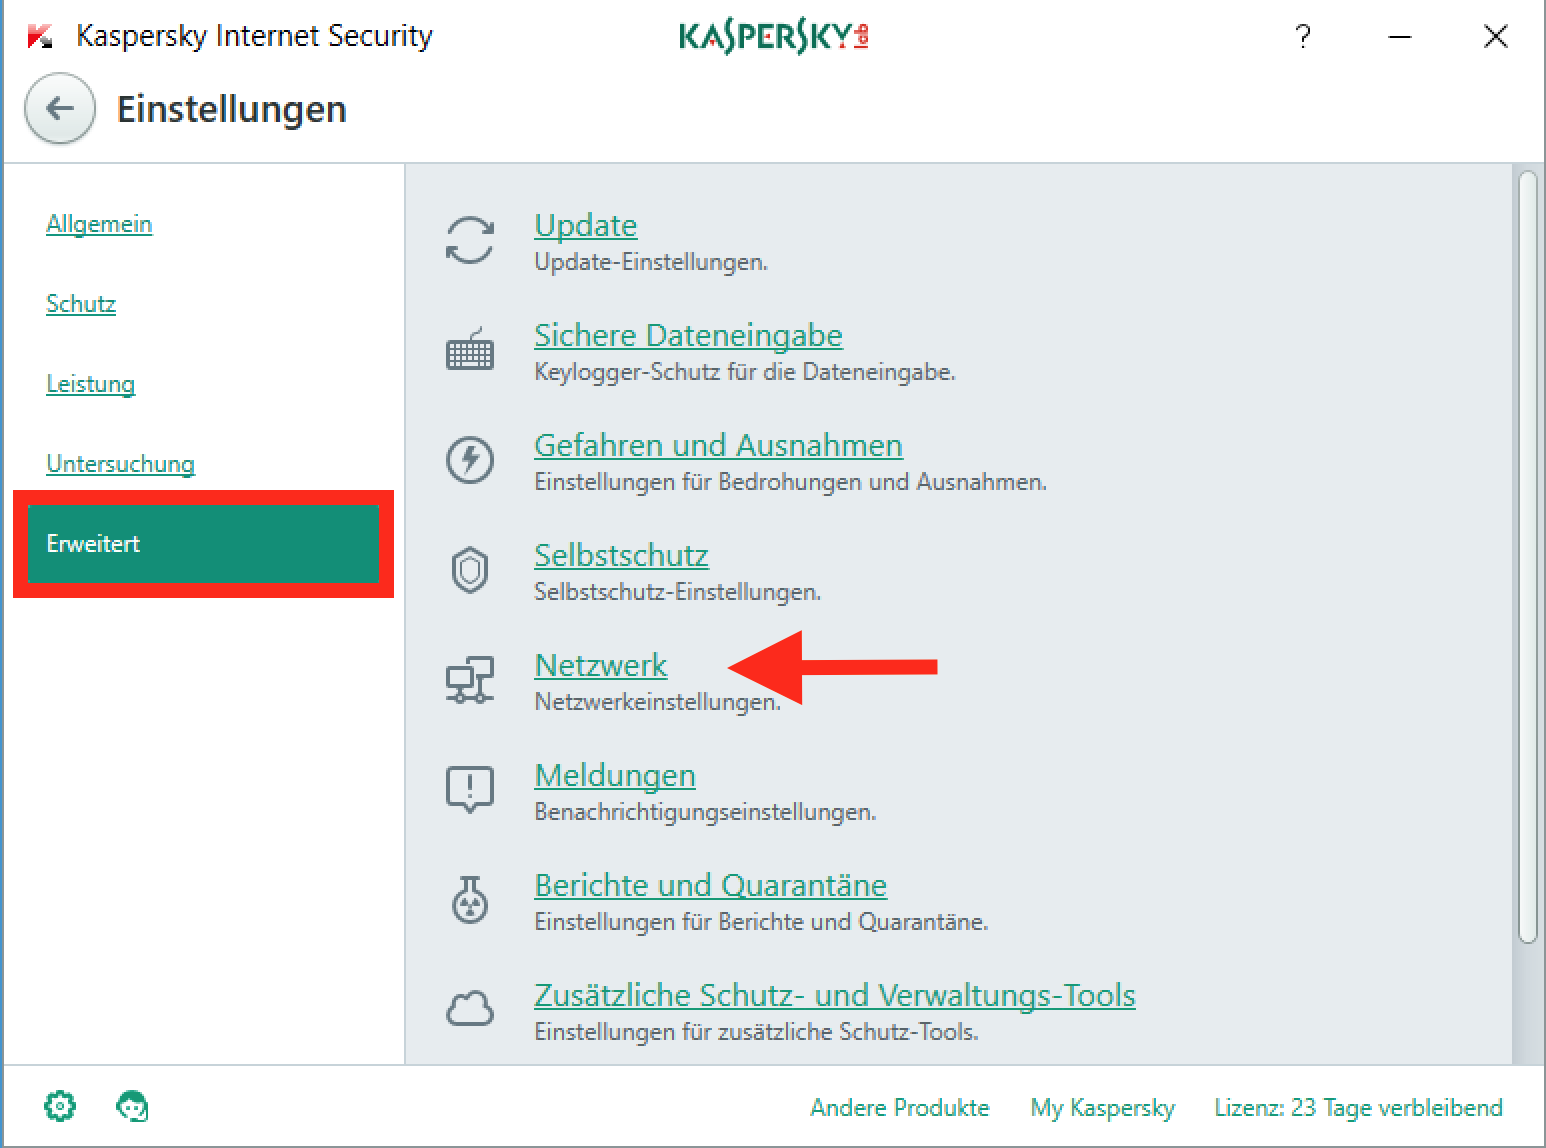 Kaspersky Internet Security
KASPERSKY lab
?
Einstellungen
Allgemein
Schutz
Leistung
Untersuchung
Erweitert
Update
Update-Einstellungen.
Sichere Dateneingabe
Keylogger-Schutz für die Dateneingabe.
Gefahren und Ausnahmen
Einstellungen für Bedrohungen und Ausnahmen.
Selbstschutz
Selbstschutz-Einstellungen.
Netzwerk
Netzwerkeinstellungen.
Meldungen
Benachrichtigungseinstellungen.
Berichte und Quarantäne
Einstellungen für Berichte und Quarantäne.
Zusätzliche Schutz- und Verwaltungs-Tools
Einstellungen für zusätzliche Schutz-Tools.
Andere Produkte
My Kaspersky
Lizenz: 23 Tage verbleibend